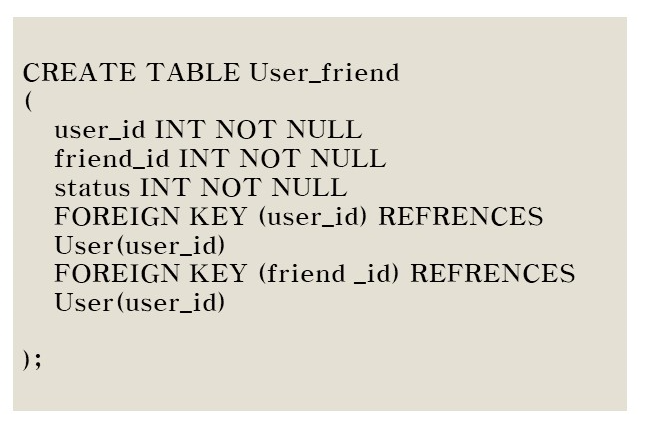 CREATE TABLE User_friend
(
user_id INT NOT NULL
friend_id INT NOT NULL
status INT NOT NULL
FOREIGN KEY (user_id) REFRENCES
User(user_id)
FOREIGN KEY (friend _id) REFRENCES
User(user_id)
);